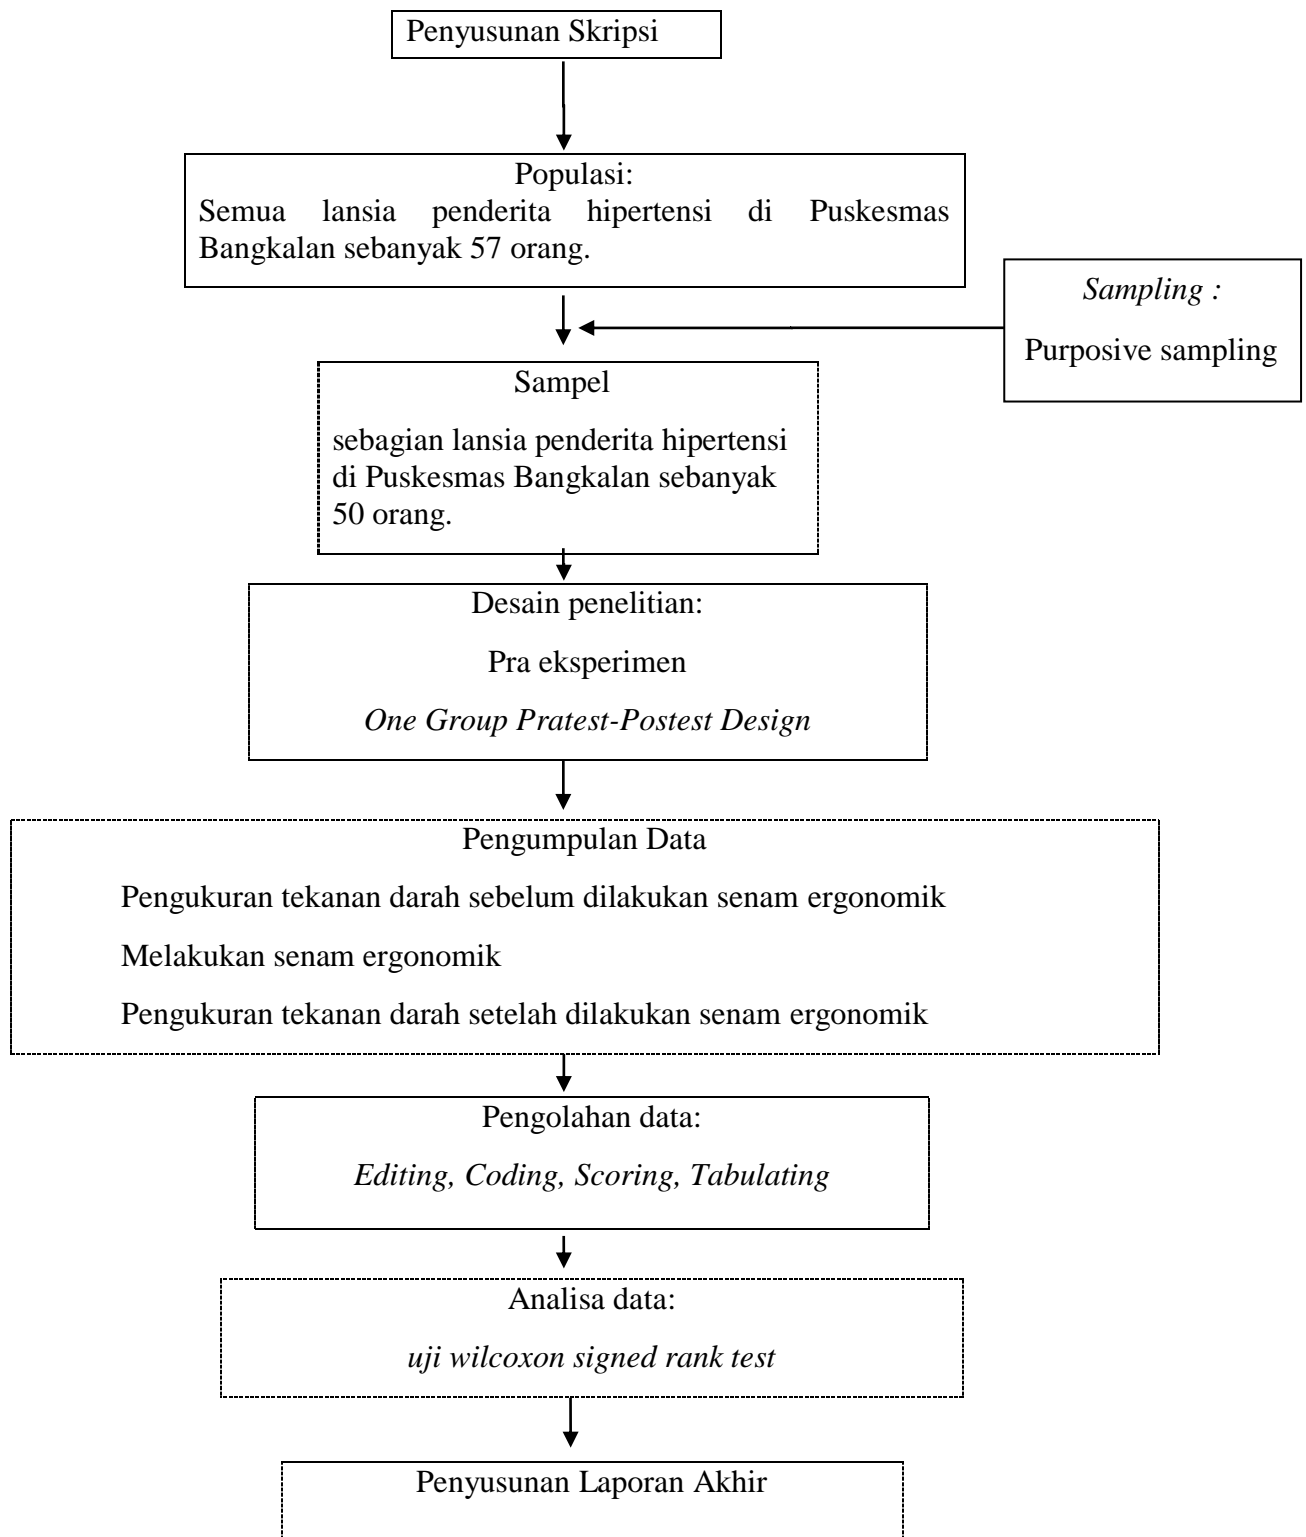 Penyusunan Skripsi
Populasi:
Semua lansia penderita hipertensi di Puskesmas
Bangkalan sebanyak 57 orang.
Sampling :
Purposive sampling
Sampel
sebagian lansia penderita hipertensi
di Puskesmas Bangkalan sebanyak
50 orang.
Desain penelitian:
Pra eksperimen
One Group Pratest-Postest Design
Pengumpulan Data
Pengukuran tekanan darah sebelum dilakukan senam ergonomik
Melakukan senam ergonomik
Pengukuran tekanan darah setelah dilakukan senam ergonomik
Pengolahan data:
Editing, Coding, Scoring, Tabulating
Analisa data:
uji wilcoxon signed rank test
Penyusunan Laporan Akhir